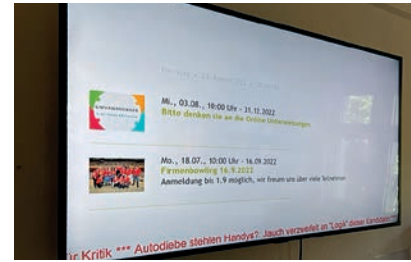 Mi., 03.08., 10:00 Uhr - 31.12.2022
Bitte denken sie an die Online Unterweisungen
Mo., 18.07., 10:00 Uhr - 16.09.2022
Firmenbowling 16.9.2022
Anmeldung bis 1.9 möglich, wir freuen uns über viele Teilnehmer
ür Kritik *** Autodiebe stehlen Handys?: Jauch verzweifelt an "Logik" dieser Kandidatin ***